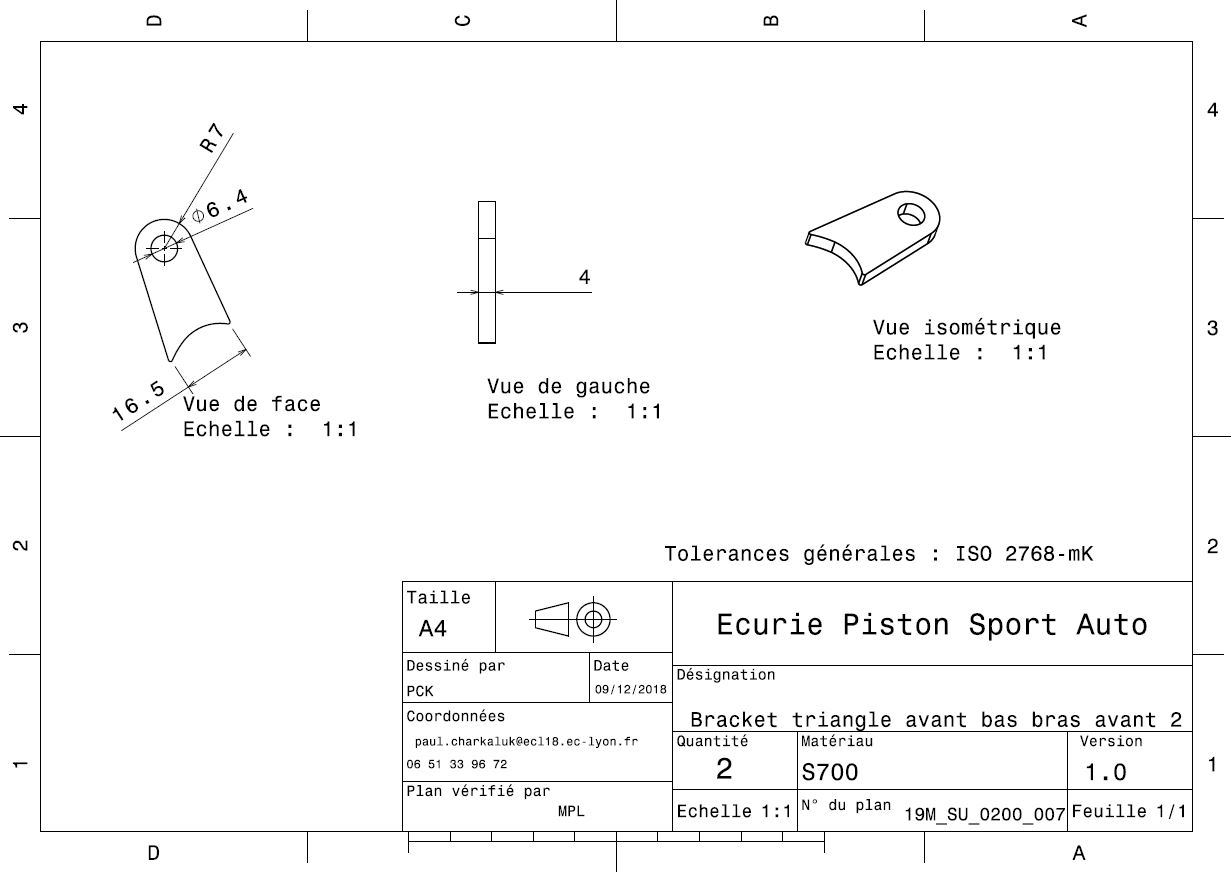 D C B A
4 4
R7
Ø6.4
4
3 3
Vue isométrique
Echelle : 1:1
16.5
Vue de gauche
Echelle : 1:1
Vue de face
Echelle : 1:1
2 2
Tolerances générales : ISO 2768-mK
Taille
A4
Ecurie Piston Sport Auto
Dessiné par
PCK
Date
09/12/2018
Désignation
Bracket triangle avant bas bras avant 2
Coordonnées
paul.charkaluk@ecl18.ec-lyon.fr
06 51 33 96 72
Quantité
2
Matériau
S700
Version
1.0
1 1
Plan vérifié par
MPL
Echelle 1:1
N° du plan
19M_SU_0200_007
Feuille 1/1
D A